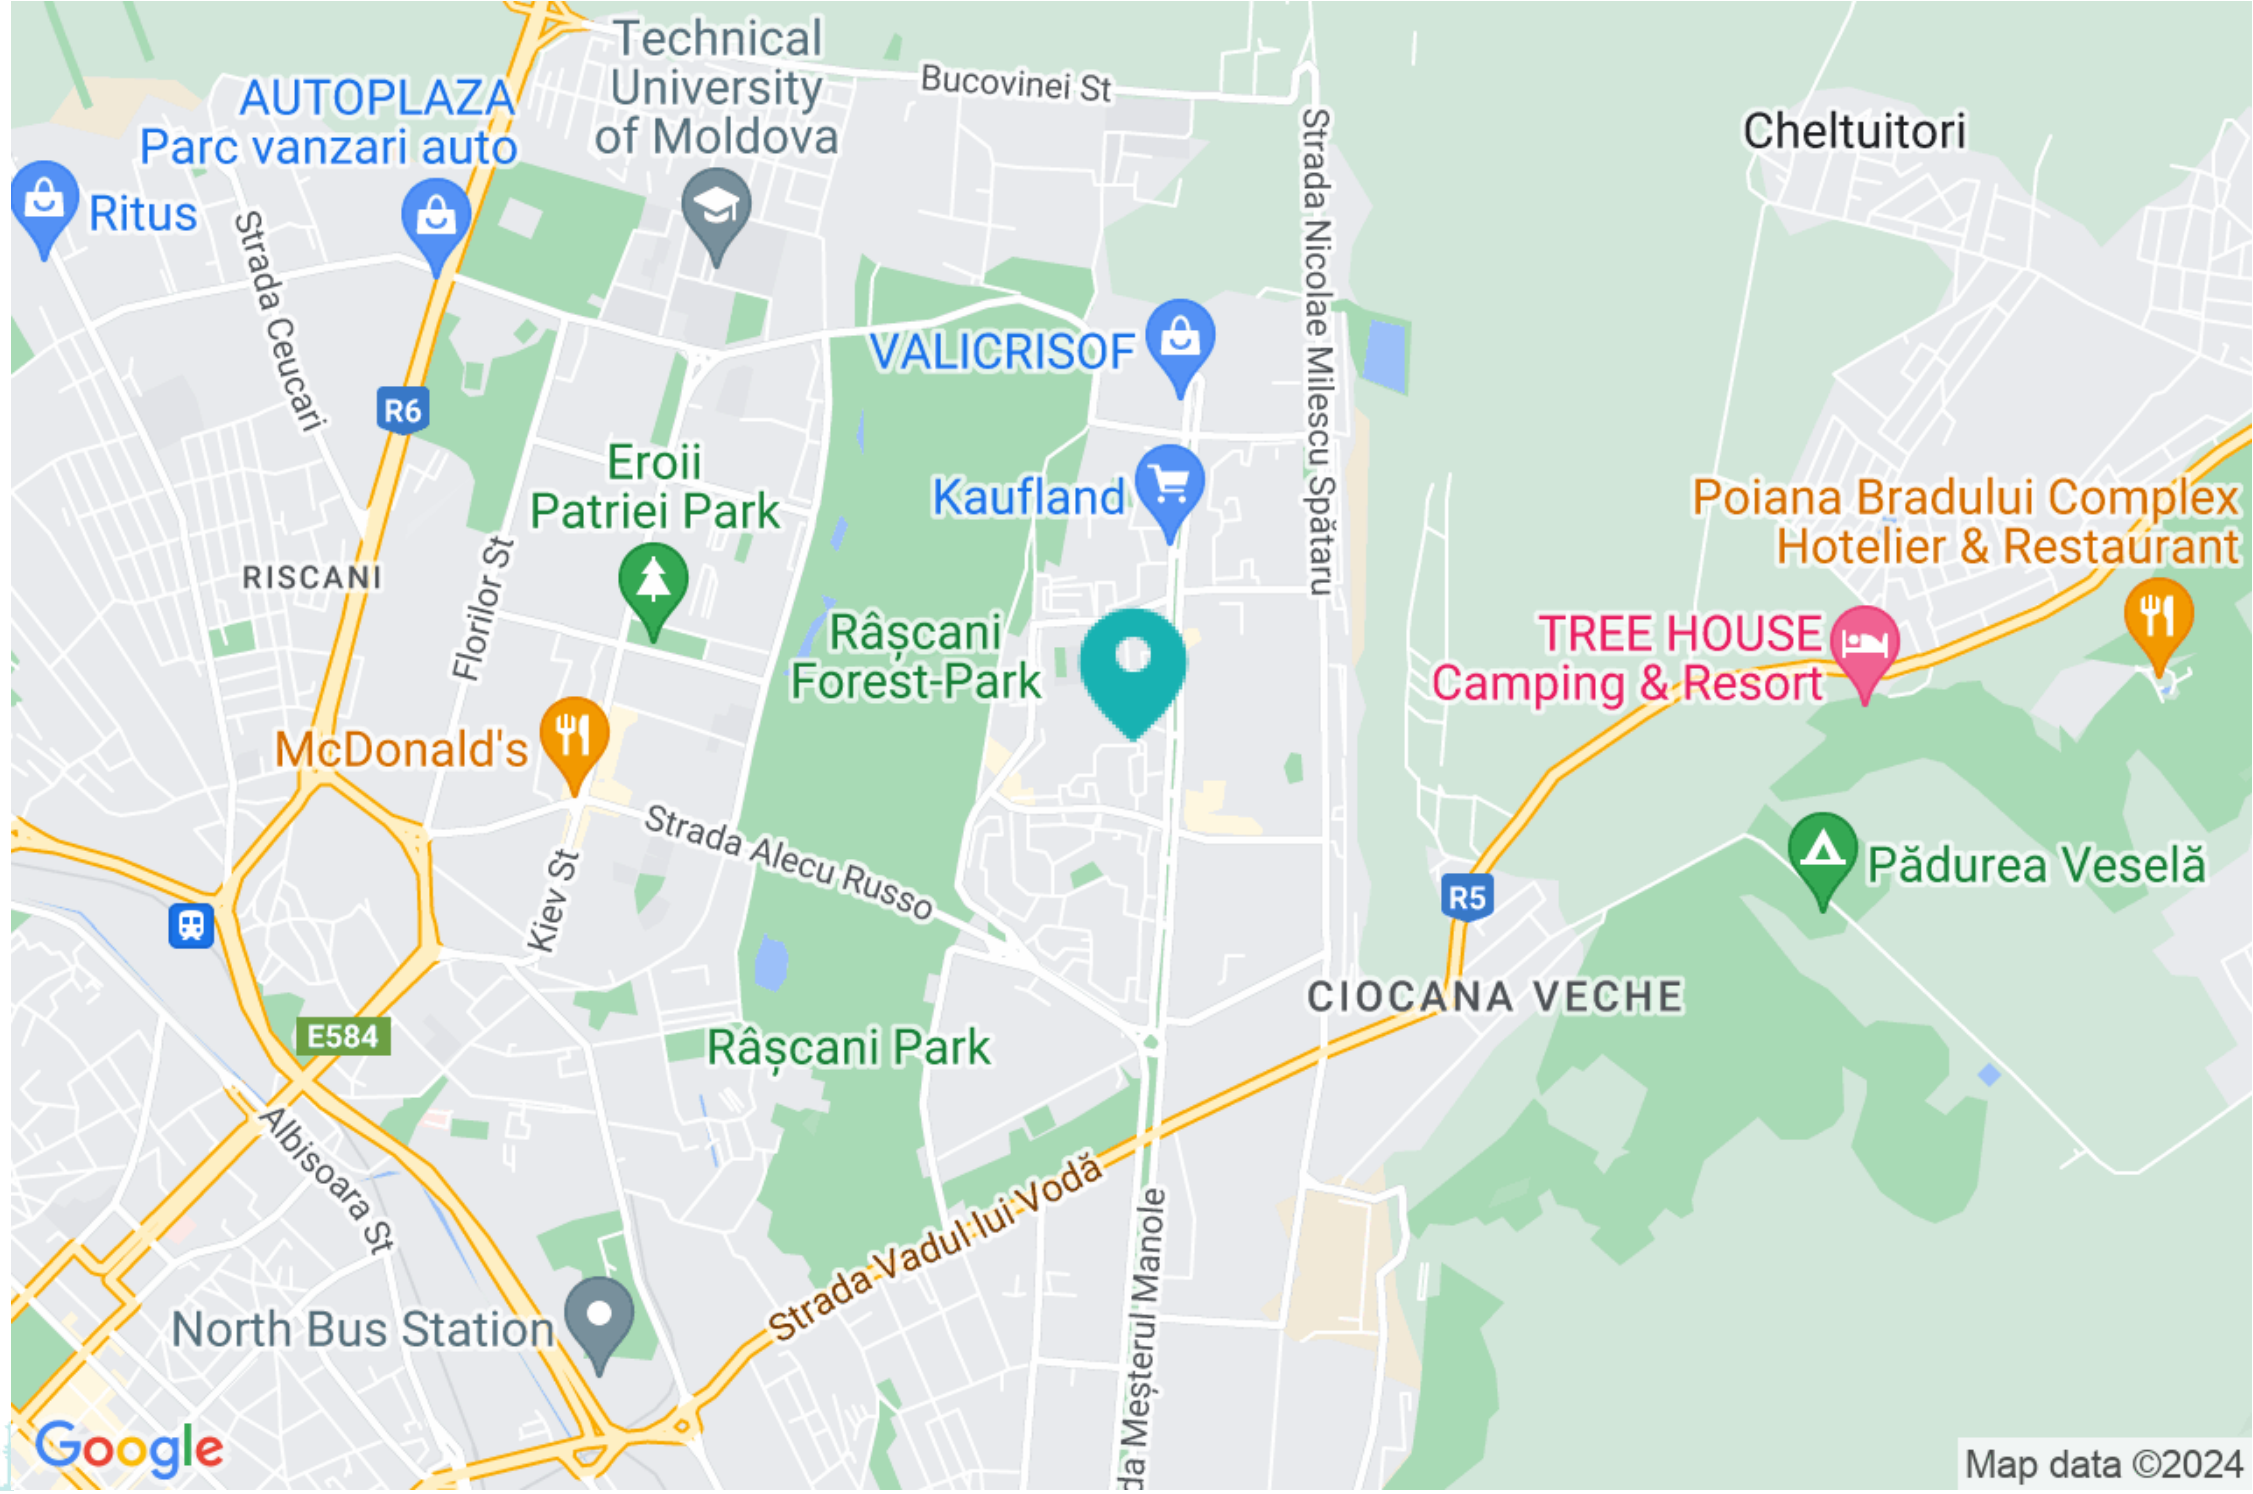 Technical
University
of Moldova
Bucovinei St
AUTOPLAZA
Parc vanzari auto
Cheltuitori
Ritus
Strada Ceucari
Strada Nicolae Milescu Spătaru
VALICRISOF
R6
Eroii
Patriei Park
Kaufland
Poiana Bradului Complex
Hotelier & Restaurant
RISCANI
Florilor St
Râșcani
Forest-Park
TREE HOUSE
Camping & Resort
McDonald's
Strada Alecu Russo
Kiev St
Pădurea Veselă
R5
CIOCANA VECHE
E584
Râșcani Park
Albisoara St
Strada Vadul lui Vodă
da Meșterul Manole
North Bus Station
Google
Map data ©2024